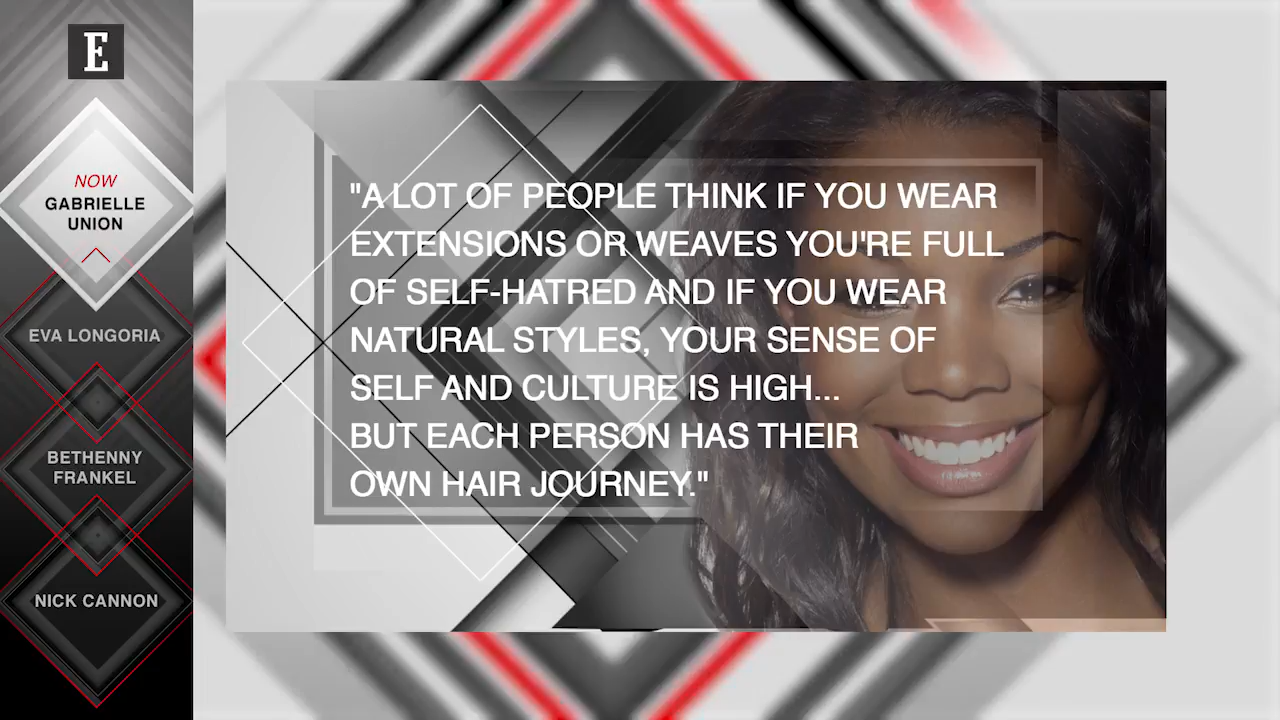 E
NOW
GABRIELLE
UNION
EVA LONGORIA
BETHENNY
FRANKEL
NICK CANNON
"A LOT OF PEOPLE THINK IF YOU WEAR
EXTENSIONS OR WEAVES YOU'RE FULL
OF SELF-HATRED AND IF YOU WEAR
NATURAL STYLES, YOUR SENSE OF
SELF AND CULTURE IS HIGH...
BUT EACH PERSON HAS THEIR
OWN HAIR JOURNEY."